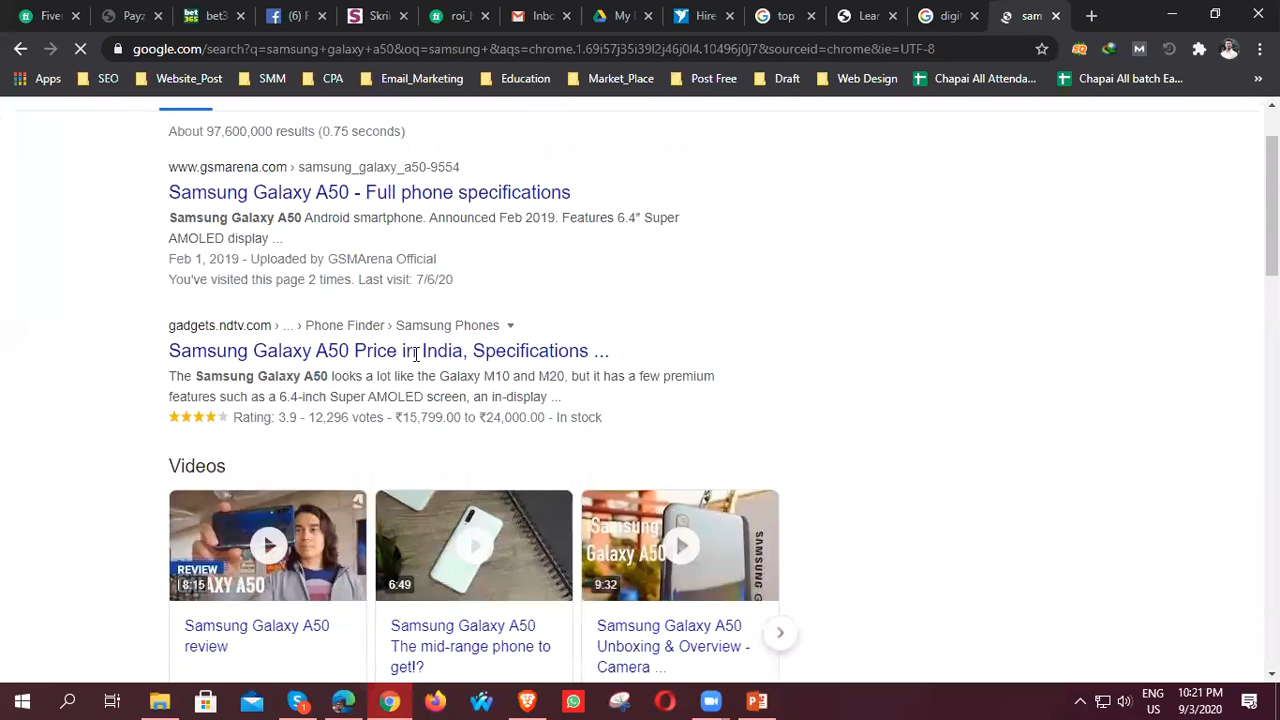 Five
Payz
bet365 bet3
(6) F
Skri
roi_l
Inbc
My
Hire
top
Lear
digit
sam
google.com/search?q=samsung+galaxy+a50&oq=samsung+&aqs=chrome.1.69i57j35i39l2j46j0l4.10496j0j7&sourceid=chrome&ie=UTF-8
Apps SEO Website_Post SMM CPA Email_Marketing Education Market_Place Post Free Draft Web Design Chapai All Attenda... Chapai All batch Ea... »
About 97,600,000 results (0.75 seconds)
www.gsmarena.com › samsung_galaxy_a50-9554
Samsung Galaxy A50 - Full phone specifications
Samsung Galaxy A50 Android smartphone. Announced Feb 2019. Features 6.4″ Super
AMOLED display ...
Feb 1, 2019 - Uploaded by GSMArena Official
You've visited this page 2 times. Last visit: 7/6/20
gadgets.ndtv.com › ... › Phone Finder › Samsung Phones
Samsung Galaxy A50 Price in India, Specifications ...
The Samsung Galaxy A50 looks a lot like the Galaxy M10 and M20, but it has a few premium
features such as a 6.4-inch Super AMOLED screen, an in-display ...
Rating: 3.9 - 12,296 votes - ₹15,799.00 to ₹24,000.00 - In stock
Videos
REVIEW
8:15
6:49
Samsung
Galaxy A50
9:32
SAMSUNG
Samsung Galaxy A50
review
Samsung Galaxy A50
The mid-range phone to
get!?
Samsung Galaxy A50
Unboxing & Overview -
Camera ...
ENG
US
10:21 PM
9/3/2020